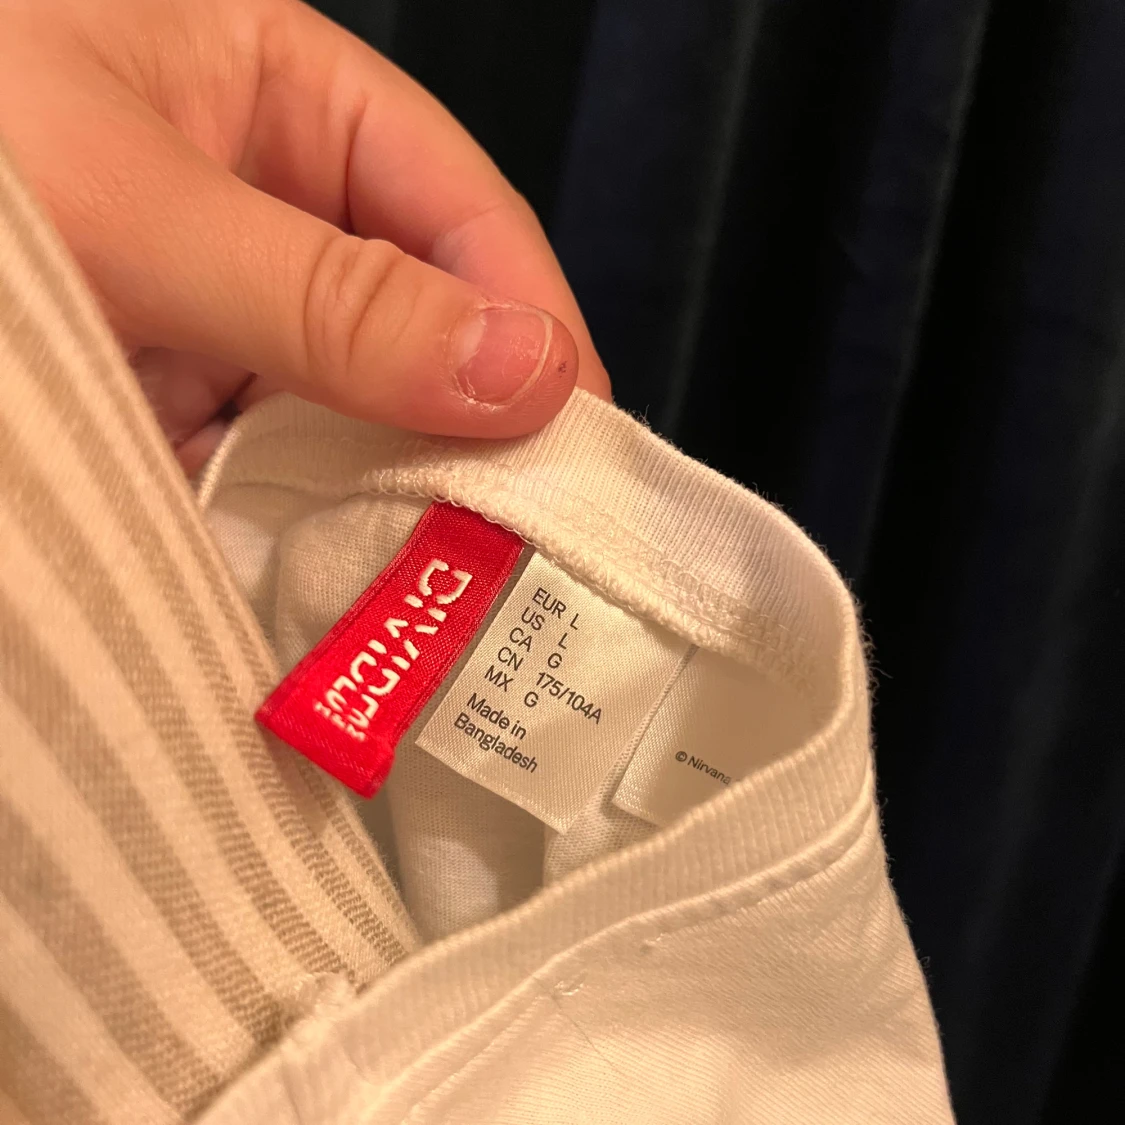 DIVIDED
EUR L
US L
CA G
CN 175/104A
MX G
Made in
Bangladesh
© Nirvana